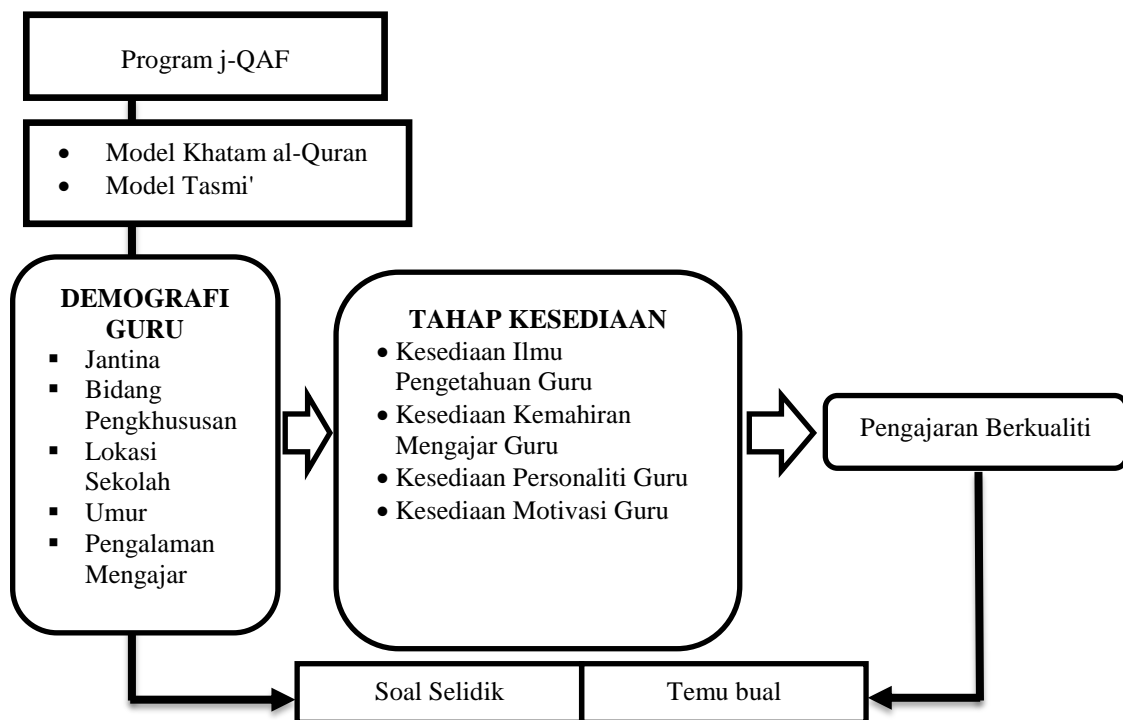 Program j-QAF
• Model Khatam al-Quran
• Model Tasmi'
DEMOGRAFI
GURU
▪ Jantina
▪ Bidang
Pengkhususan
▪ Lokasi
Sekolah
▪ Umur
▪ Pengalaman
Mengajar
TAHAP KESEDIAAN
• Kesediaan Ilmu
Pengetahuan Guru
• Kesediaan Kemahiran
Mengajar Guru
• Kesediaan Personaliti Guru
• Kesediaan Motivasi Guru
Pengajaran Berkualiti
Soal Selidik
Temu bual